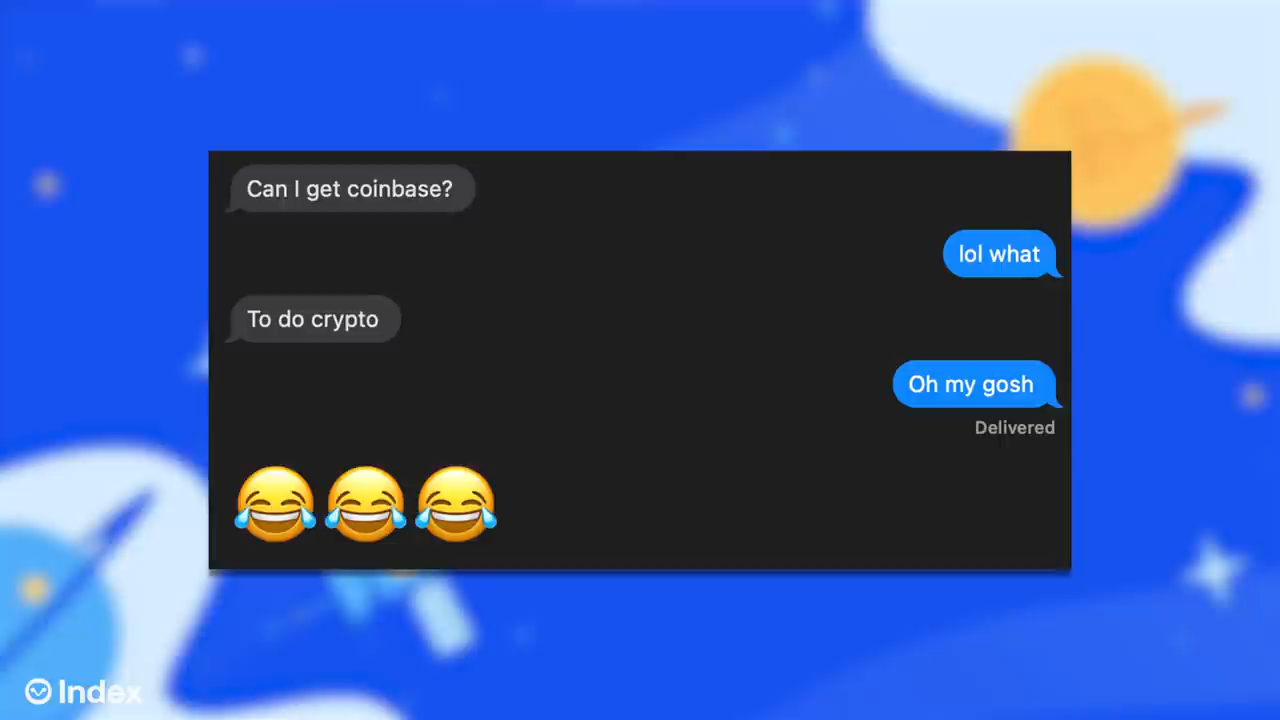 Can I get coinbase?
lol what
To do crypto
Oh my gosh
Delivered
😂😂😂
Index